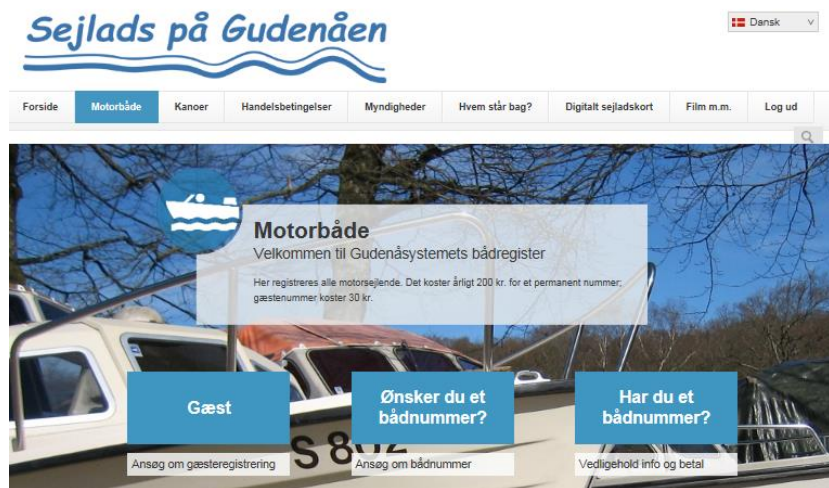 Sejlads på Gudenåen
Dansk
Forside Motorbåde Kanoer Handelsbetingelser Myndigheder Hvem står bag? Digitalt sejladskort Film m.m. Log ud
Motorbåde
Velkommen til Gudenåsystemets bådregister
Her registreres alle motorsejlende. Det koster årligt 200 kr. for et permanent nummer;
gæstenummer koster 30 kr.
Gæst
Ønsker du et
bådnummer?
Har du et
bådnummer?
S 802
Ansøg om gæsteregistrering
Ansøg om bådnummer
Vedligehold info og betal